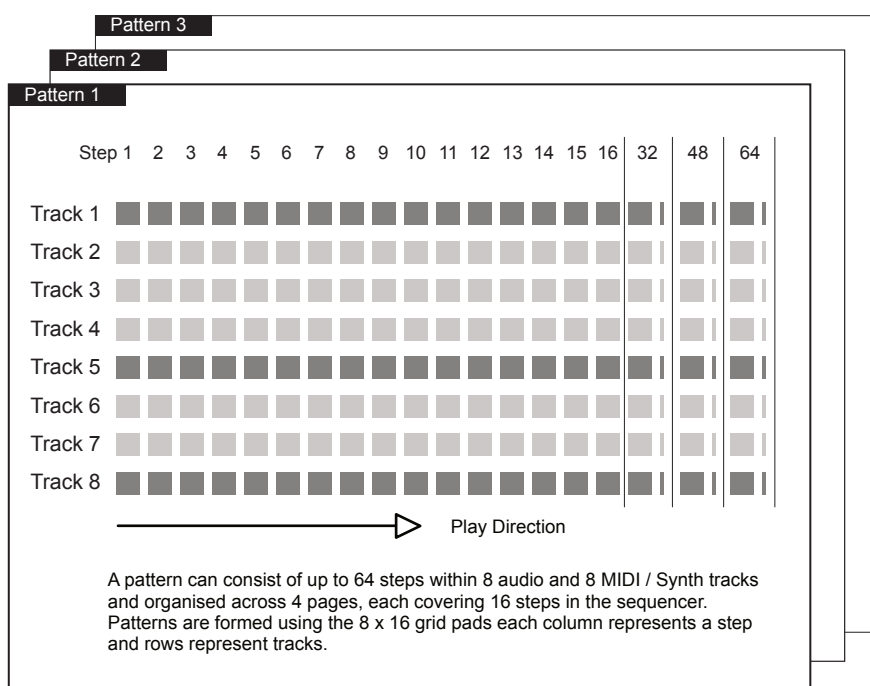 Pattern 3
Pattern 2
Pattern 1
Step 1 2 3 4 5 6 7 8 9 10 11 12 13 14 15 16 32 48 64
Track 1
Track 2
Track 3
Track 4
Track 5
Track 6
Track 7
Track 8
Play Direction
A pattern can consist of up to 64 steps within 8 audio and 8 MIDI / Synth tracks
and organised across 4 pages, each covering 16 steps in the sequencer.
Patterns are formed using the 8 x 16 grid pads each column represents a step
and rows represent tracks.